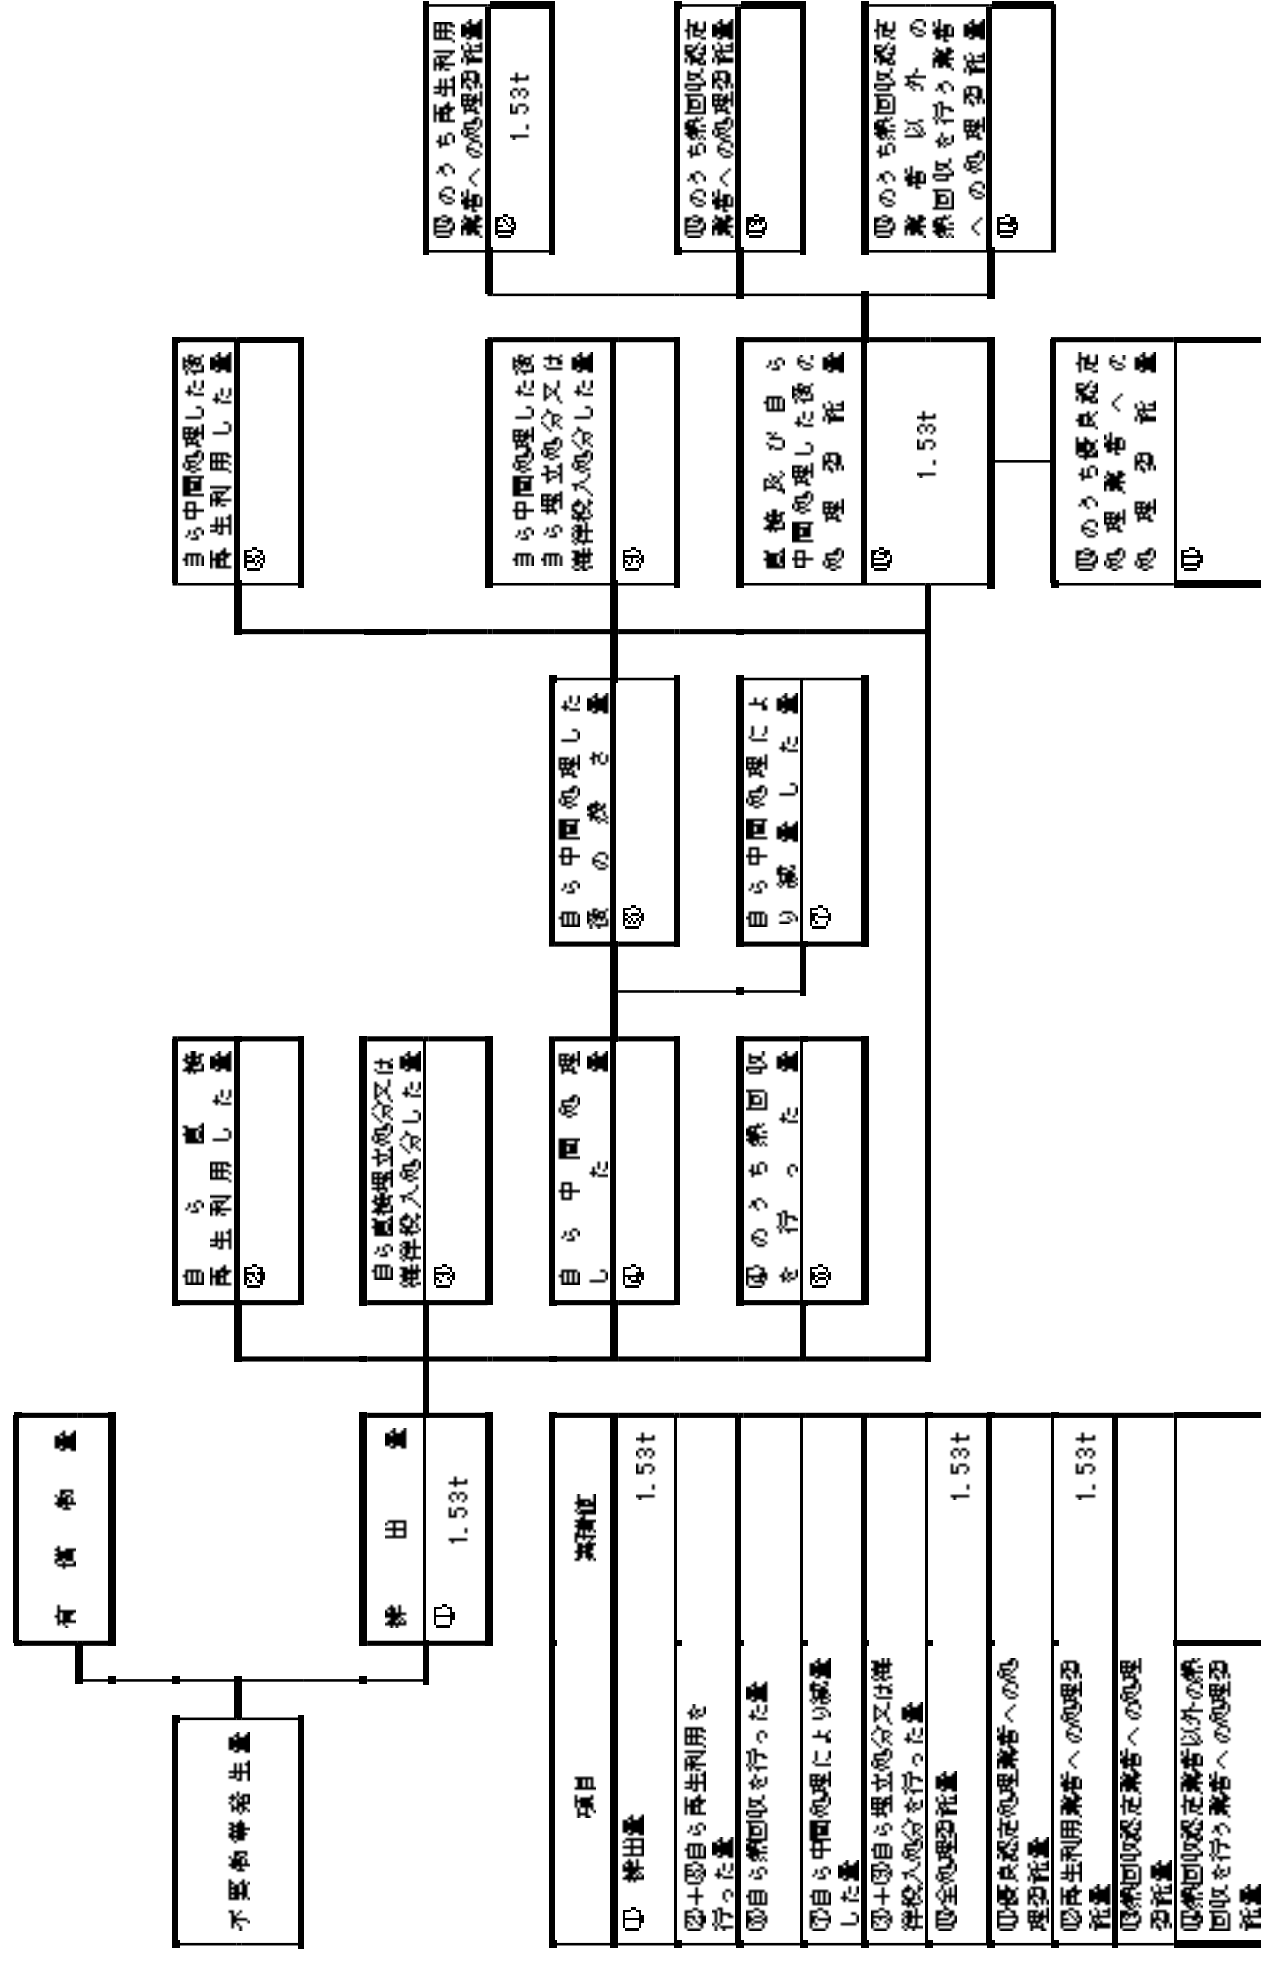 有償物量
不要物等発生量
排出量
① 1.53t
自ら直接
再生利用した量
②
自ら直接埋立処分又は
海洋投入処分した量
③
自ら中間処理
した量
④
④のうち熱回収
を行った量
⑤
自ら中間処理した
後の残さ量
⑥
自ら中間処理によ
り減量した量
⑦
自ら中間処理した後
再生利用した量
⑧
自ら中間処理した後
自ら埋立処分又は
海洋投入処分した量
⑨
直接及び自ら
中間処理した後の
処理委託量
⑩
1.53t
⑩のうち優良認定
処理業者への
処理委託量
⑪
⑩のうち再生利用
業者への処理委託量
⑫
1.53t
⑩のうち熱回収認定
業者への処理委託量
⑬
⑩のうち熱回収認定
業者以外の
熱回収を行う業者
への処理委託量
⑭
項目 実績値
①排出量 1.53t
②+⑧自ら再生利用を
行った量
⑤自ら熱回収を行った量
⑦自ら中間処理により減量
した量
③+⑨自ら埋立処分又は海
洋投入処分を行った量
⑩全処理委託量 1.53t
⑪優良認定処理業者への処
理委託量
⑫再生利用業者への処理委
託量 1.53t
⑬熱回収認定業者への処理
委託量
⑭熱回収認定業者以外の熱
回収を行う業者への処理委
託量